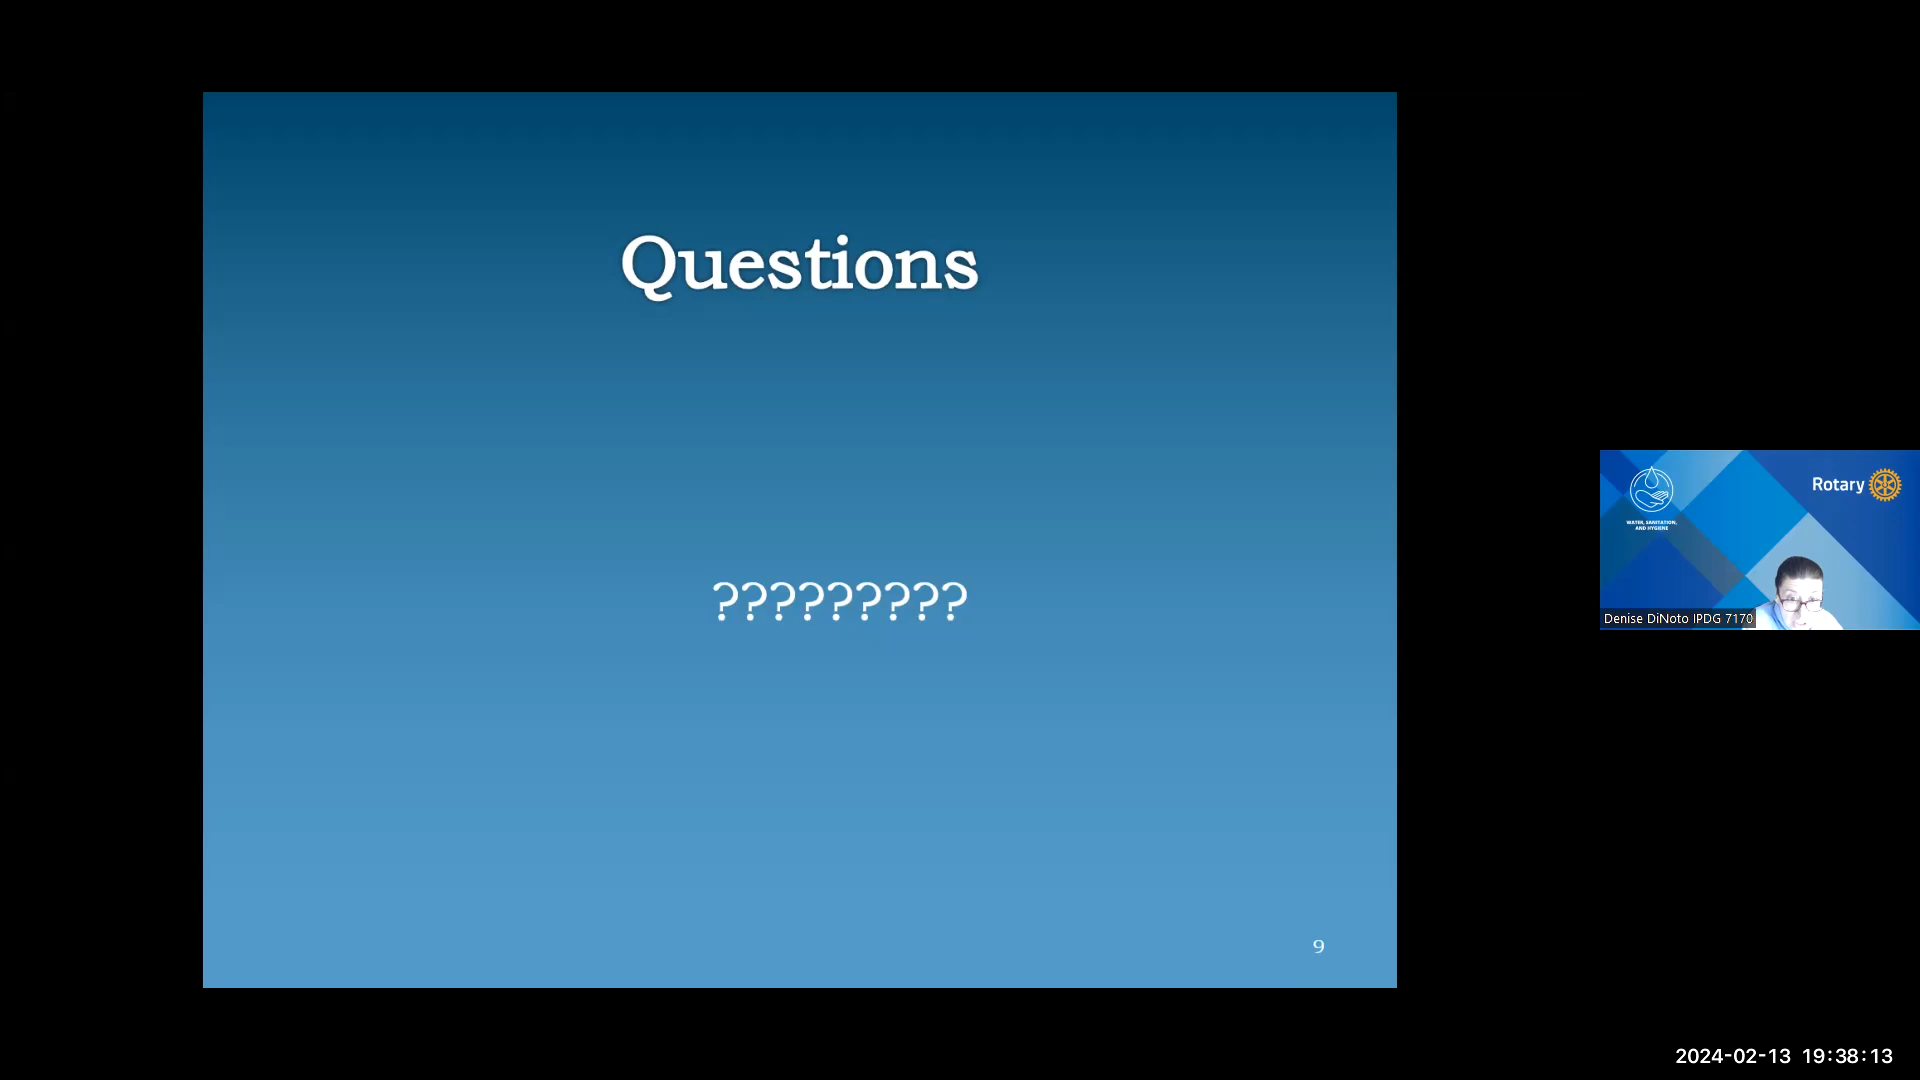 Questions
?????????
9
Rotary
WATER, SANITATION,
AND HYGIENE
Denise DiNoto IPDG 7170
2024-02-13 19:38:13